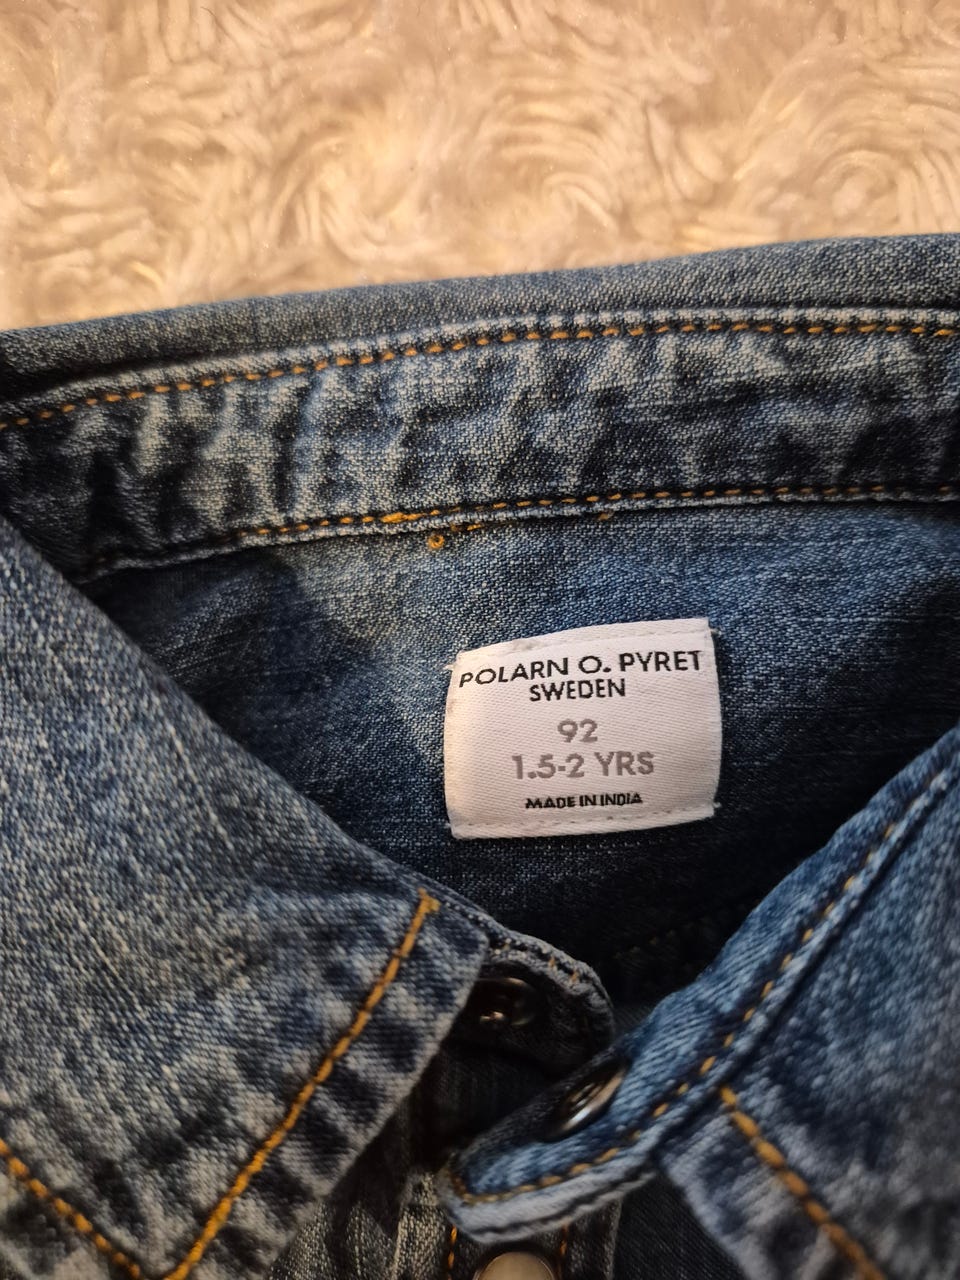 POLARN O. PYRET
SWEDEN
92
1.5-2 YRS
MADE IN INDIA